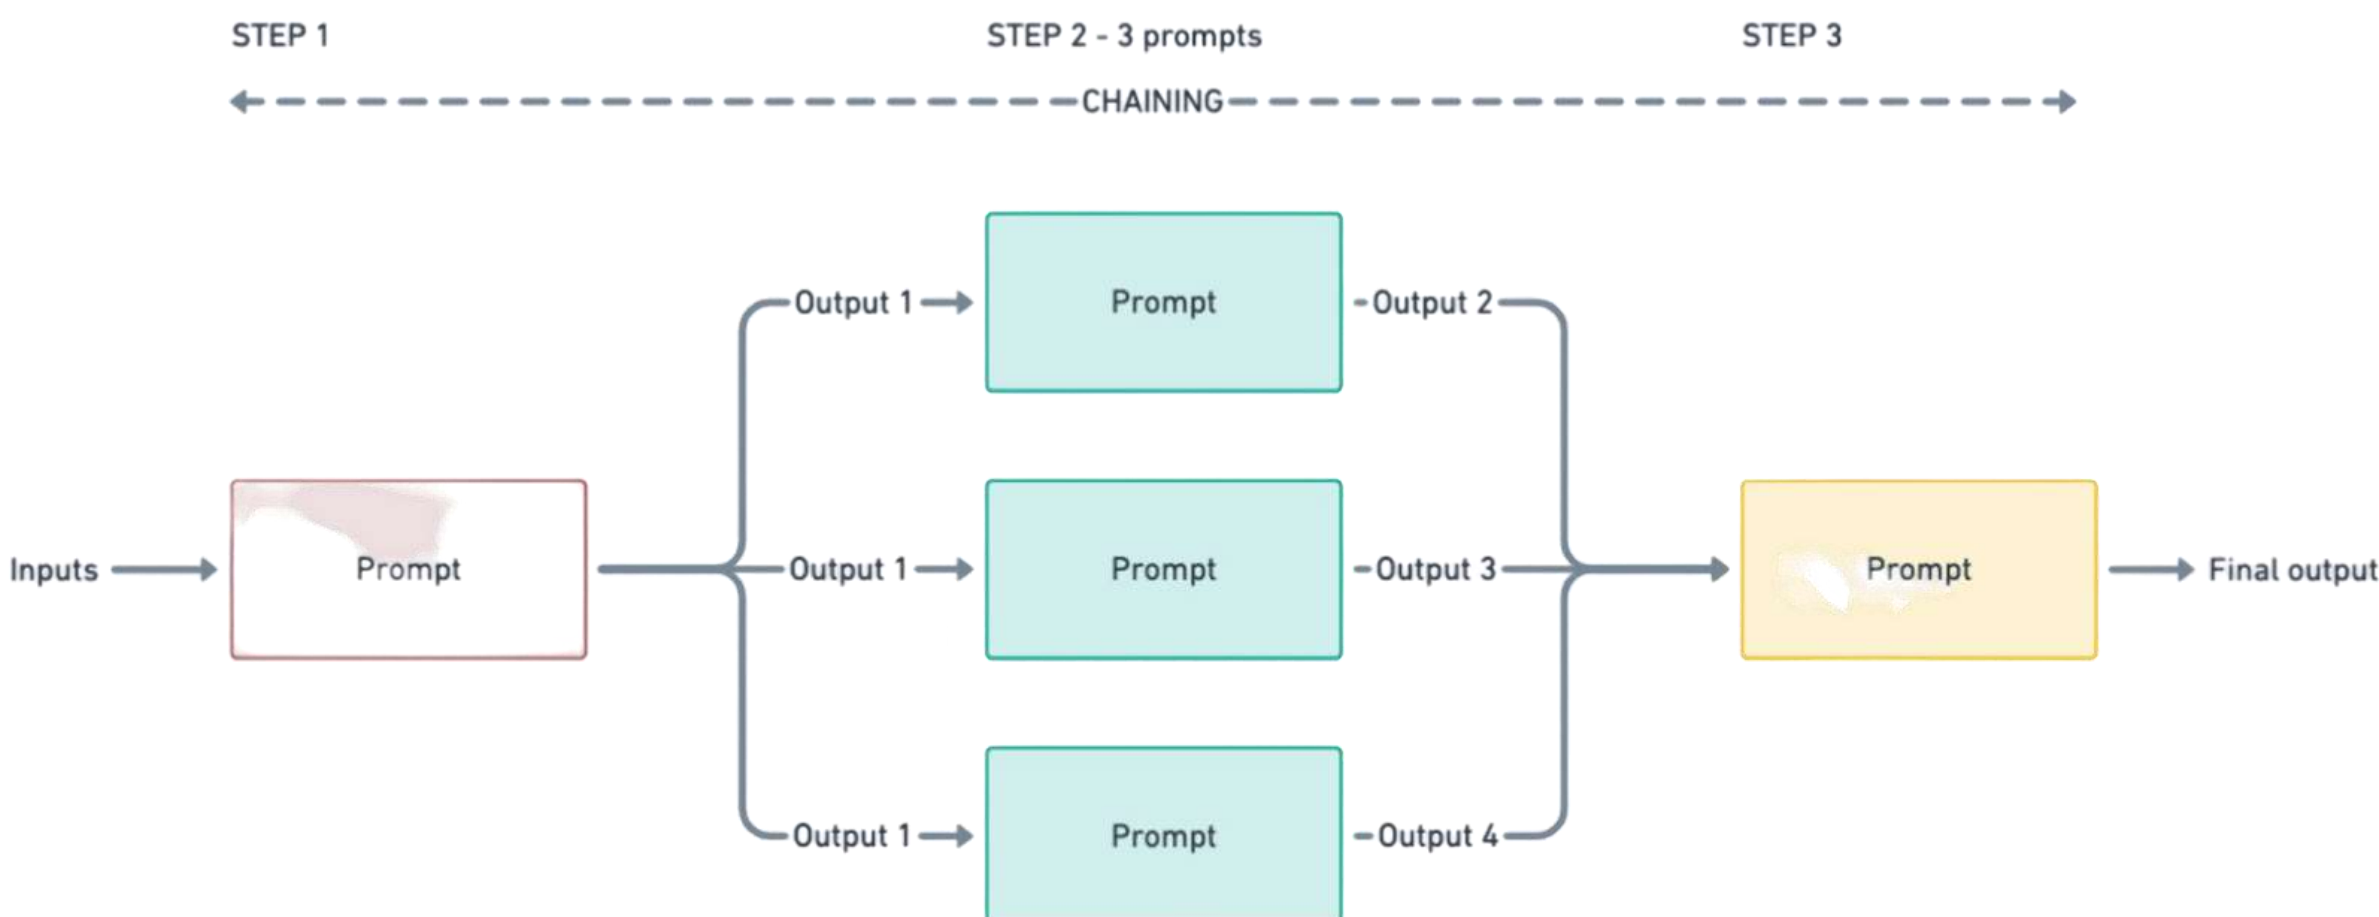 STEP 1
STEP 2 - 3 prompts
STEP 3
CHAINING
Output 1
Prompt
Output 2
Inputs
Prompt
Output 1
Prompt
Output 3
Prompt
Final output
Output 1
Prompt
Output 4